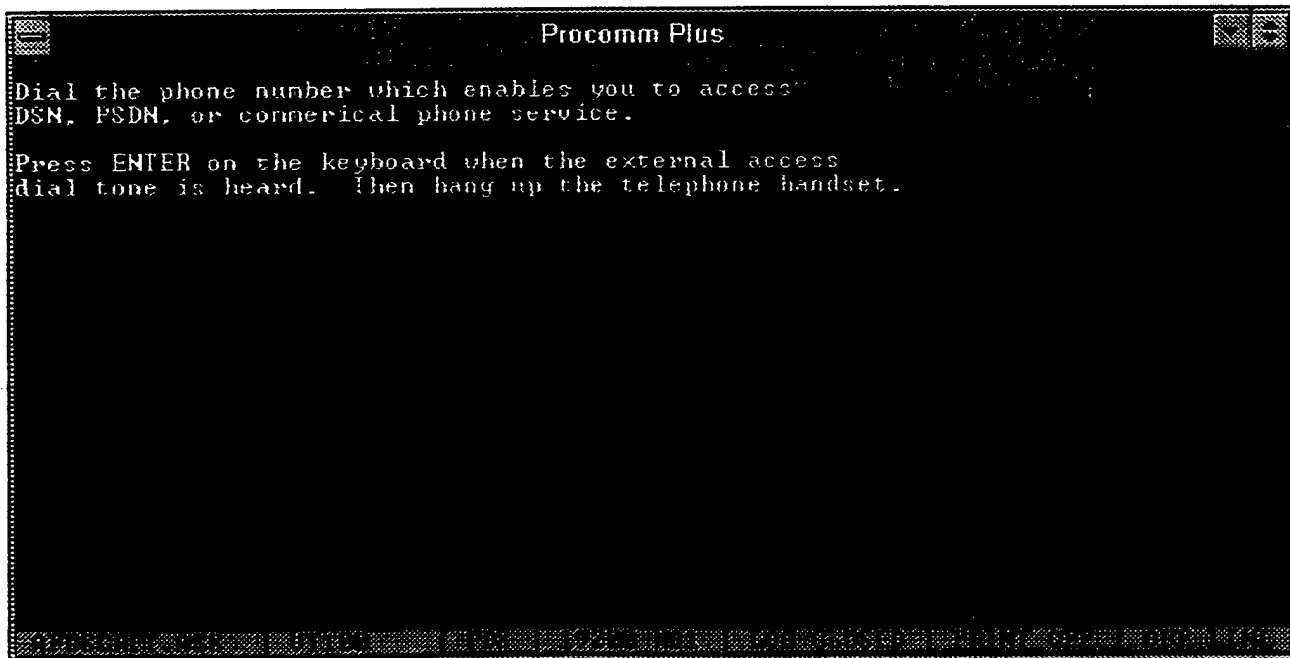 Procomm Plus
Dial the phone number which enables you to access
DSN, PSDN, or commerical phone service.
Press ENTER on the keyboard when the external access
dial tone is heard. Then hang up the telephone handset.